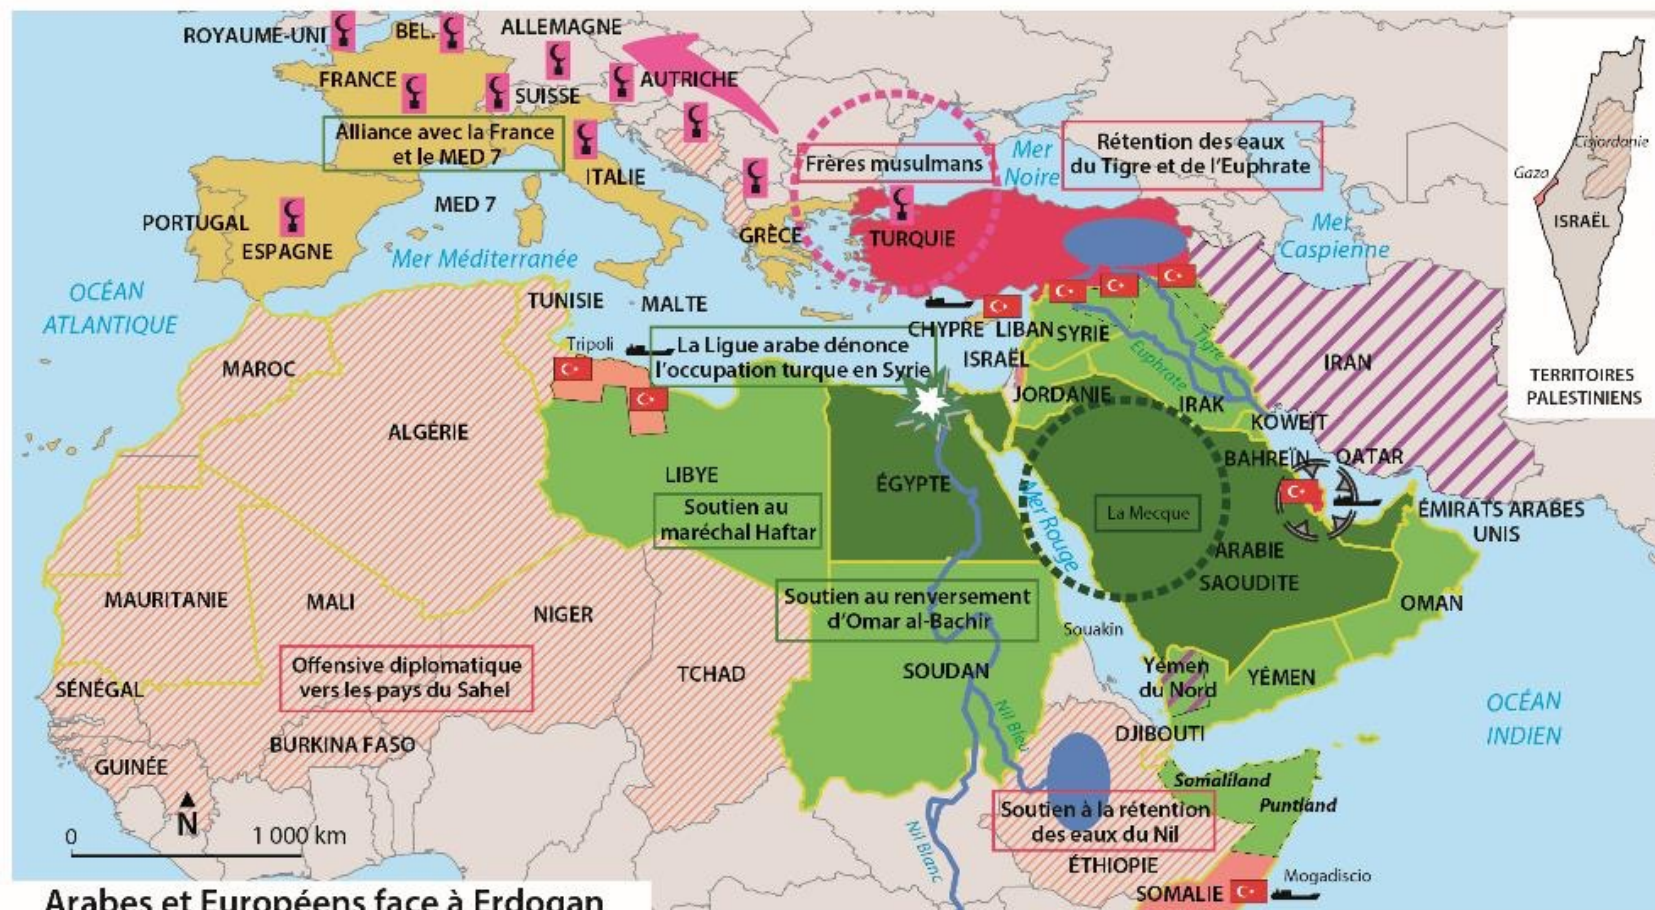 ROYAUME-UNI
BEL.
ALLEMAGNE
FRANCE
SUISSE
AUTRICHE
Alliance avec la France
et le MED 7
ITALIE
Frères musulmans
Mer
Noire
Rétention des eaux
du Tigre et de l'Euphrate
Mer
Caspienne
Gaza
Cisjordanie
ISRAËL
TERRITOIRES
PALESTINIENS
PORTUGAL
ESPAGNE
MED 7
Mer Méditerranée
GRÈCE
TURQUIE
OCÉAN
ATLANTIQUE
TUNISIE
MALTE
CHYPRE
LIBAN
SYRIE
Tigre
Euphrate
IRAN
Tripoli
La Ligue arabe dénonce
l'occupation turque en Syrie
ISRAËL
MAROC
JORDANIE
IRAK
KOWEÏT
ALGÉRIE
BAHREÏN
QATAR
LIBYE
ÉGYPTE
Soutien au
maréchal Haftar
Mer Rouge
La Mecque
ÉMIRATS ARABES
UNIS
ARABIE
SAOUDITE
MAURITANIE
MALI
NIGER
Soutien au renversement
d'Omar al-Bachir
Souakin
OMAN
Offensive diplomatique
vers les pays du Sahel
TCHAD
SOUDAN
Yémen
du Nord
YÉMEN
SÉNÉGAL
Nil Bleu
OCÉAN
INDIEN
BURKINA FASO
DJIBOUTI
GUINÉE
Somaliland
Puntland
N
0
1 000 km
Nil Blanc
Soutien à la rétention
des eaux du Nil
ÉTHIOPIE
SOMALIE
Mogadiscio
Arabes et Européens face à Erdogan